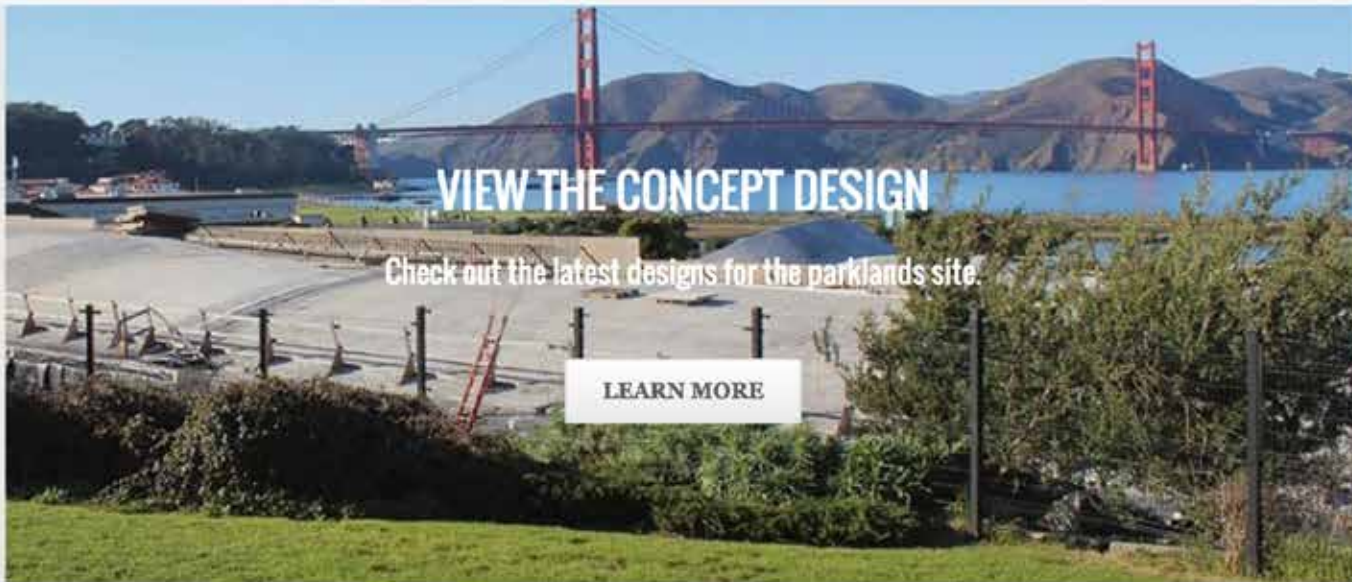 VIEW THE CONCEPT DESIGN
Check out the latest designs for the parklands site.
LEARN MORE